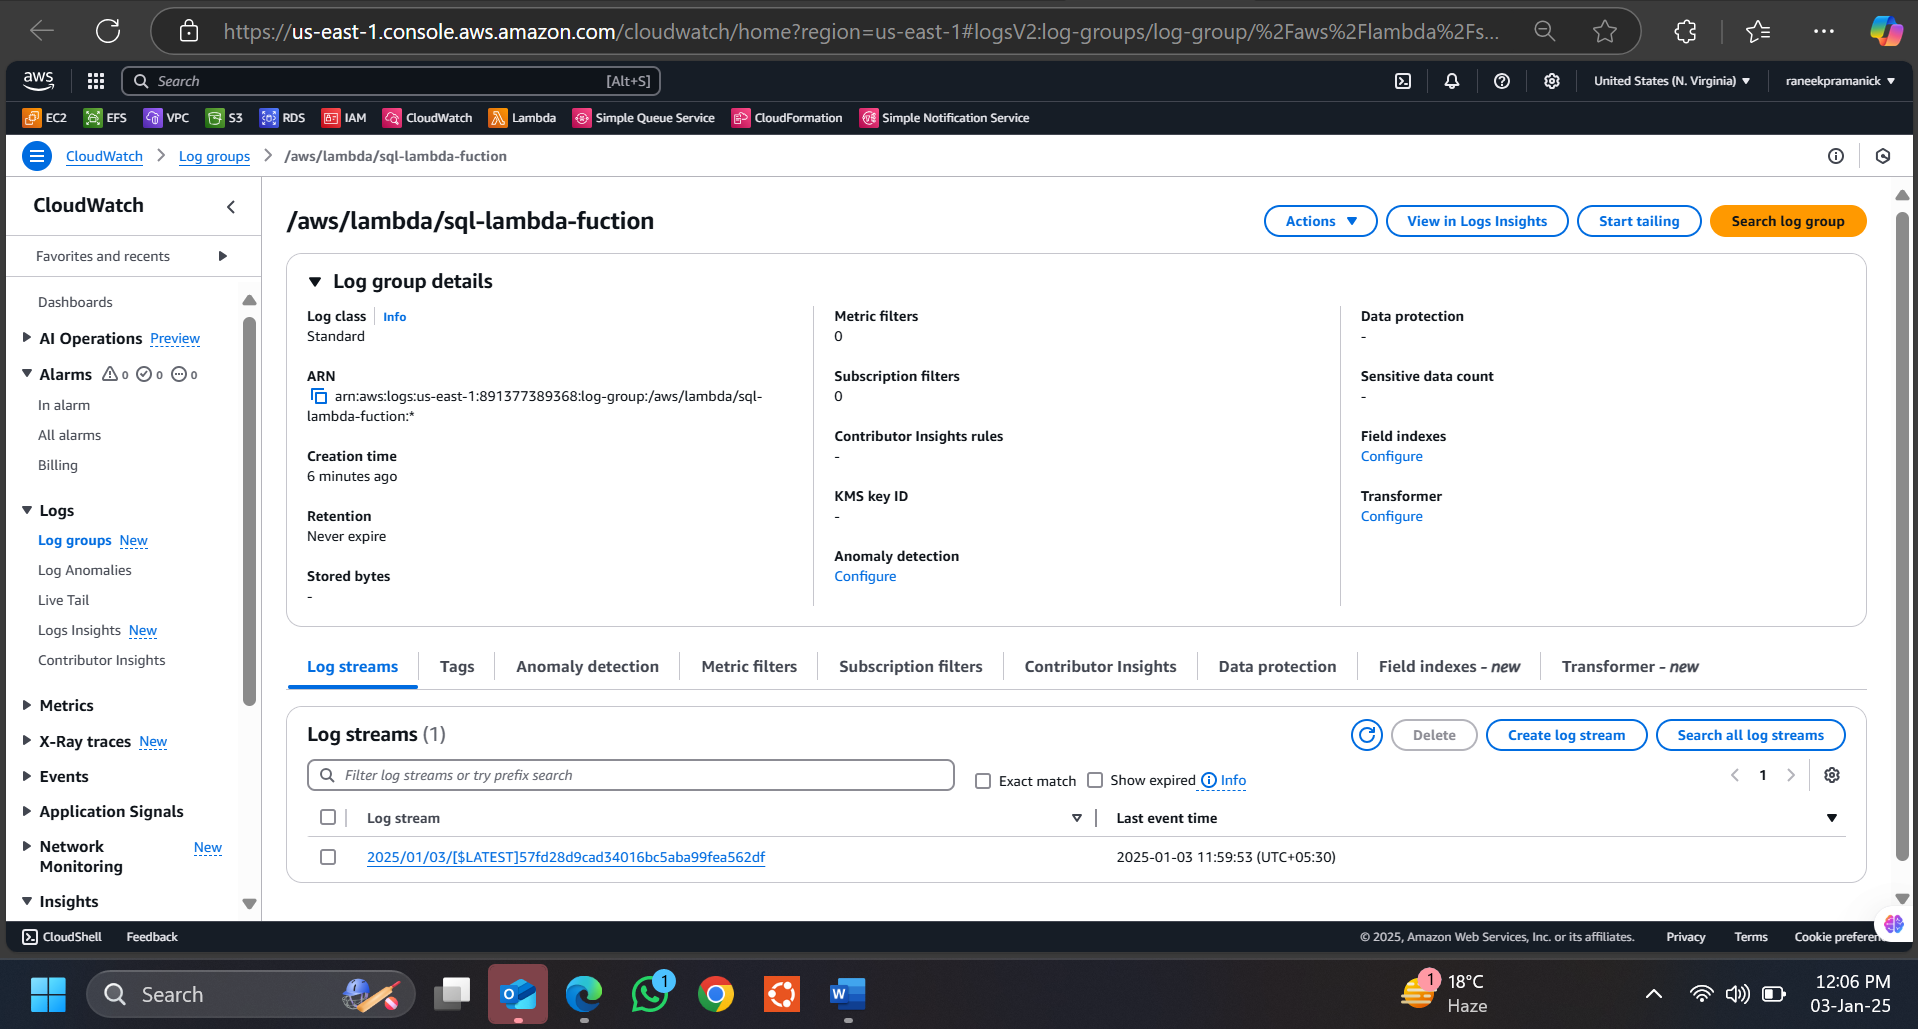 https://us-east-1.console.aws.amazon.com/cloudwatch/home?region=us-east-1#logsV2:log-groups/log-group/%2Faws%2Flambda%2Fs...
aws
Search [Alt+S]
United States (N. Virginia)
raneekpramanick
EC2 EFS VPC S3 RDS IAM CloudWatch Lambda Simple Queue Service CloudFormation Simple Notification Service
CloudWatch Log groups /aws/lambda/sql-lambda-fuction
CloudWatch
Favorites and recents
Dashboards
AI Operations Preview
Alarms 0 0 0
In alarm
All alarms
Billing
Logs
Log groups New
Log Anomalies
Live Tail
Logs Insights New
Contributor Insights
Metrics
X-Ray traces New
Events
Application Signals
Network Monitoring New
Insights
/aws/lambda/sql-lambda-fuction
Actions View in Logs Insights Start tailing Search log group
Log group details
Log class Info
Standard
ARN
arn:aws:logs:us-east-1:891377389368:log-group:/aws/lambda/sql-
lambda-fuction:*
Creation time
6 minutes ago
Retention
Never expire
Stored bytes
-
Metric filters
0
Subscription filters
0
Contributor Insights rules
-
KMS key ID
-
Anomaly detection
Configure
Data protection
-
Sensitive data count
-
Field indexes
Configure
Transformer
Configure
Log streams Tags Anomaly detection Metric filters Subscription filters Contributor Insights Data protection Field indexes - new Transformer - new
Log streams (1)
Delete Create log stream Search all log streams
Filter log streams or try prefix search
Exact match Show expired Info
1
Log stream Last event time
2025/01/03/[$LATEST]57fd28d9cad34016bc5aba99fea562df 2025-01-03 11:59:53 (UTC+05:30)
CloudShell Feedback
© 2025, Amazon Web Services, Inc. or its affiliates. Privacy Terms Cookie preferen
Search
1
1
18°C
Haze
12:06 PM
03-Jan-25